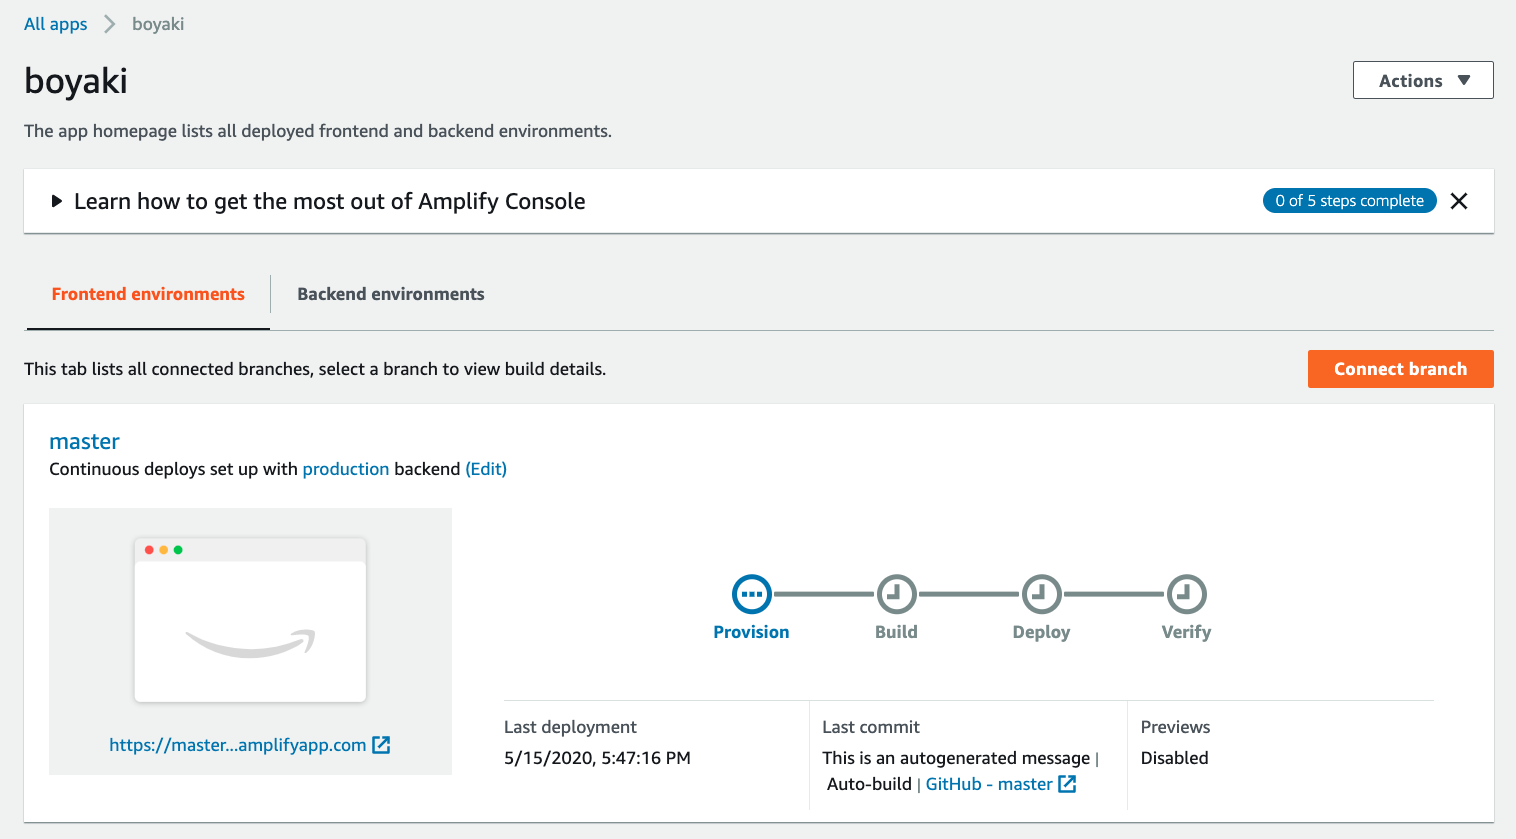 All apps boyaki
boyaki
Actions
The app homepage lists all deployed frontend and backend environments.
Learn how to get the most out of Amplify Console
0 of 5 steps complete
Frontend environments
Backend environments
This tab lists all connected branches, select a branch to view build details.
Connect branch
master
Continuous deploys set up with production backend (Edit)
https://master...amplifyapp.com
Provision
Build
Deploy
Verify
Last deployment
5/15/2020, 5:47:16 PM
Last commit
This is an autogenerated message |
Auto-build | GitHub - master
Previews
Disabled